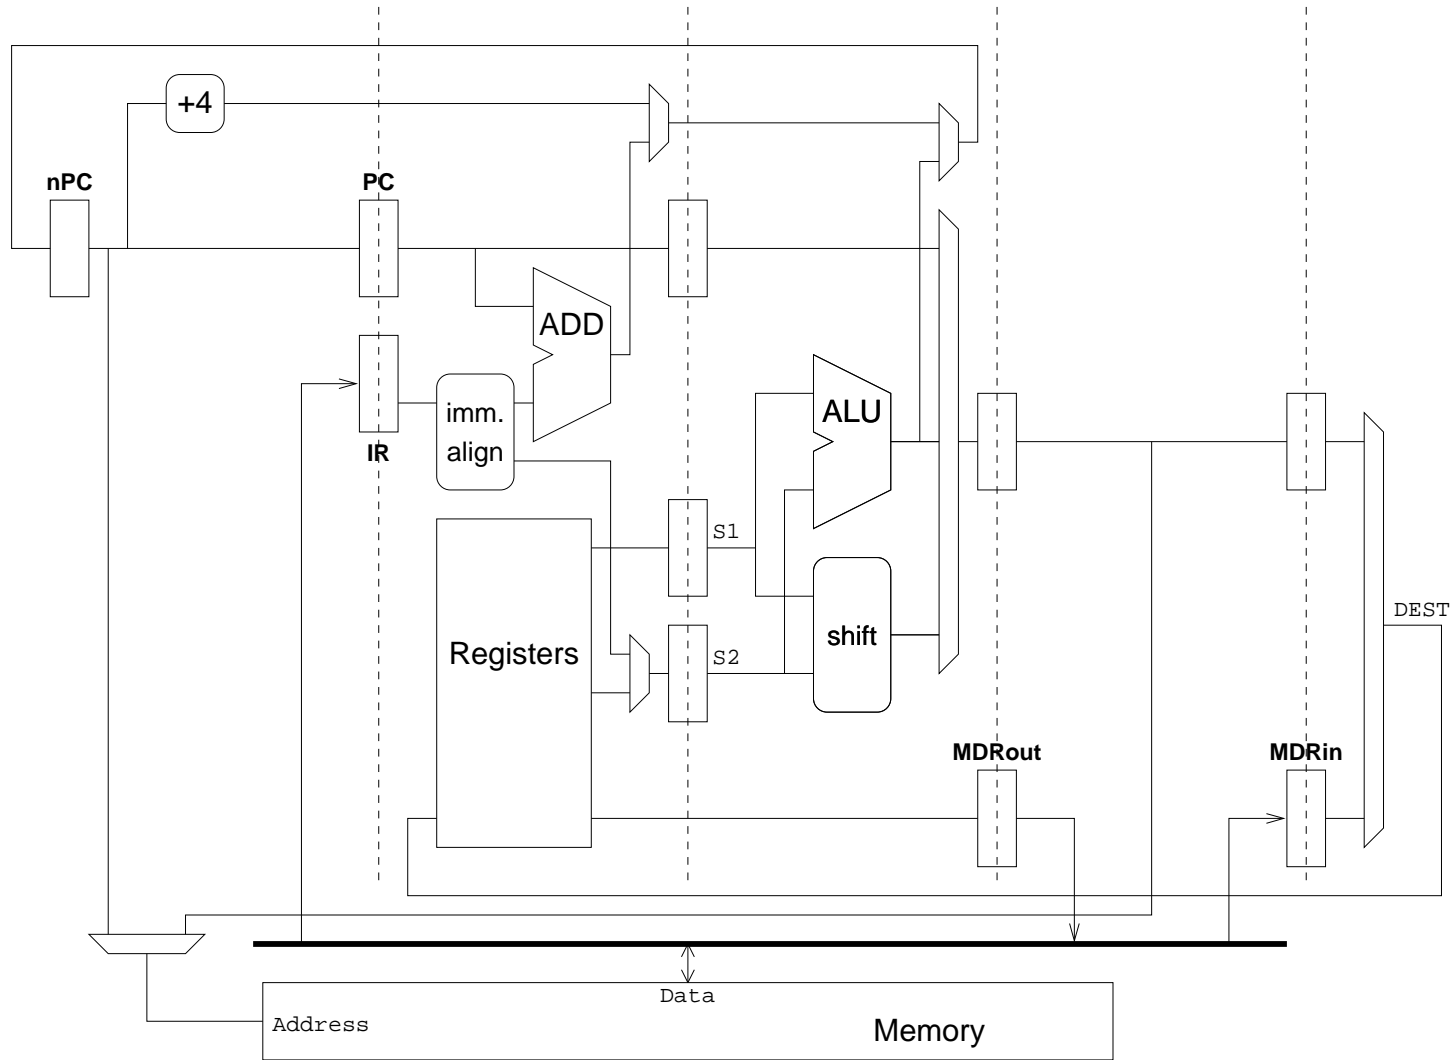 +4
nPC
PC
ADD
imm.
align
IR
ALU
S1
Registers
S2
shift
DEST
MDRout
MDRin
Data
Address
Memory